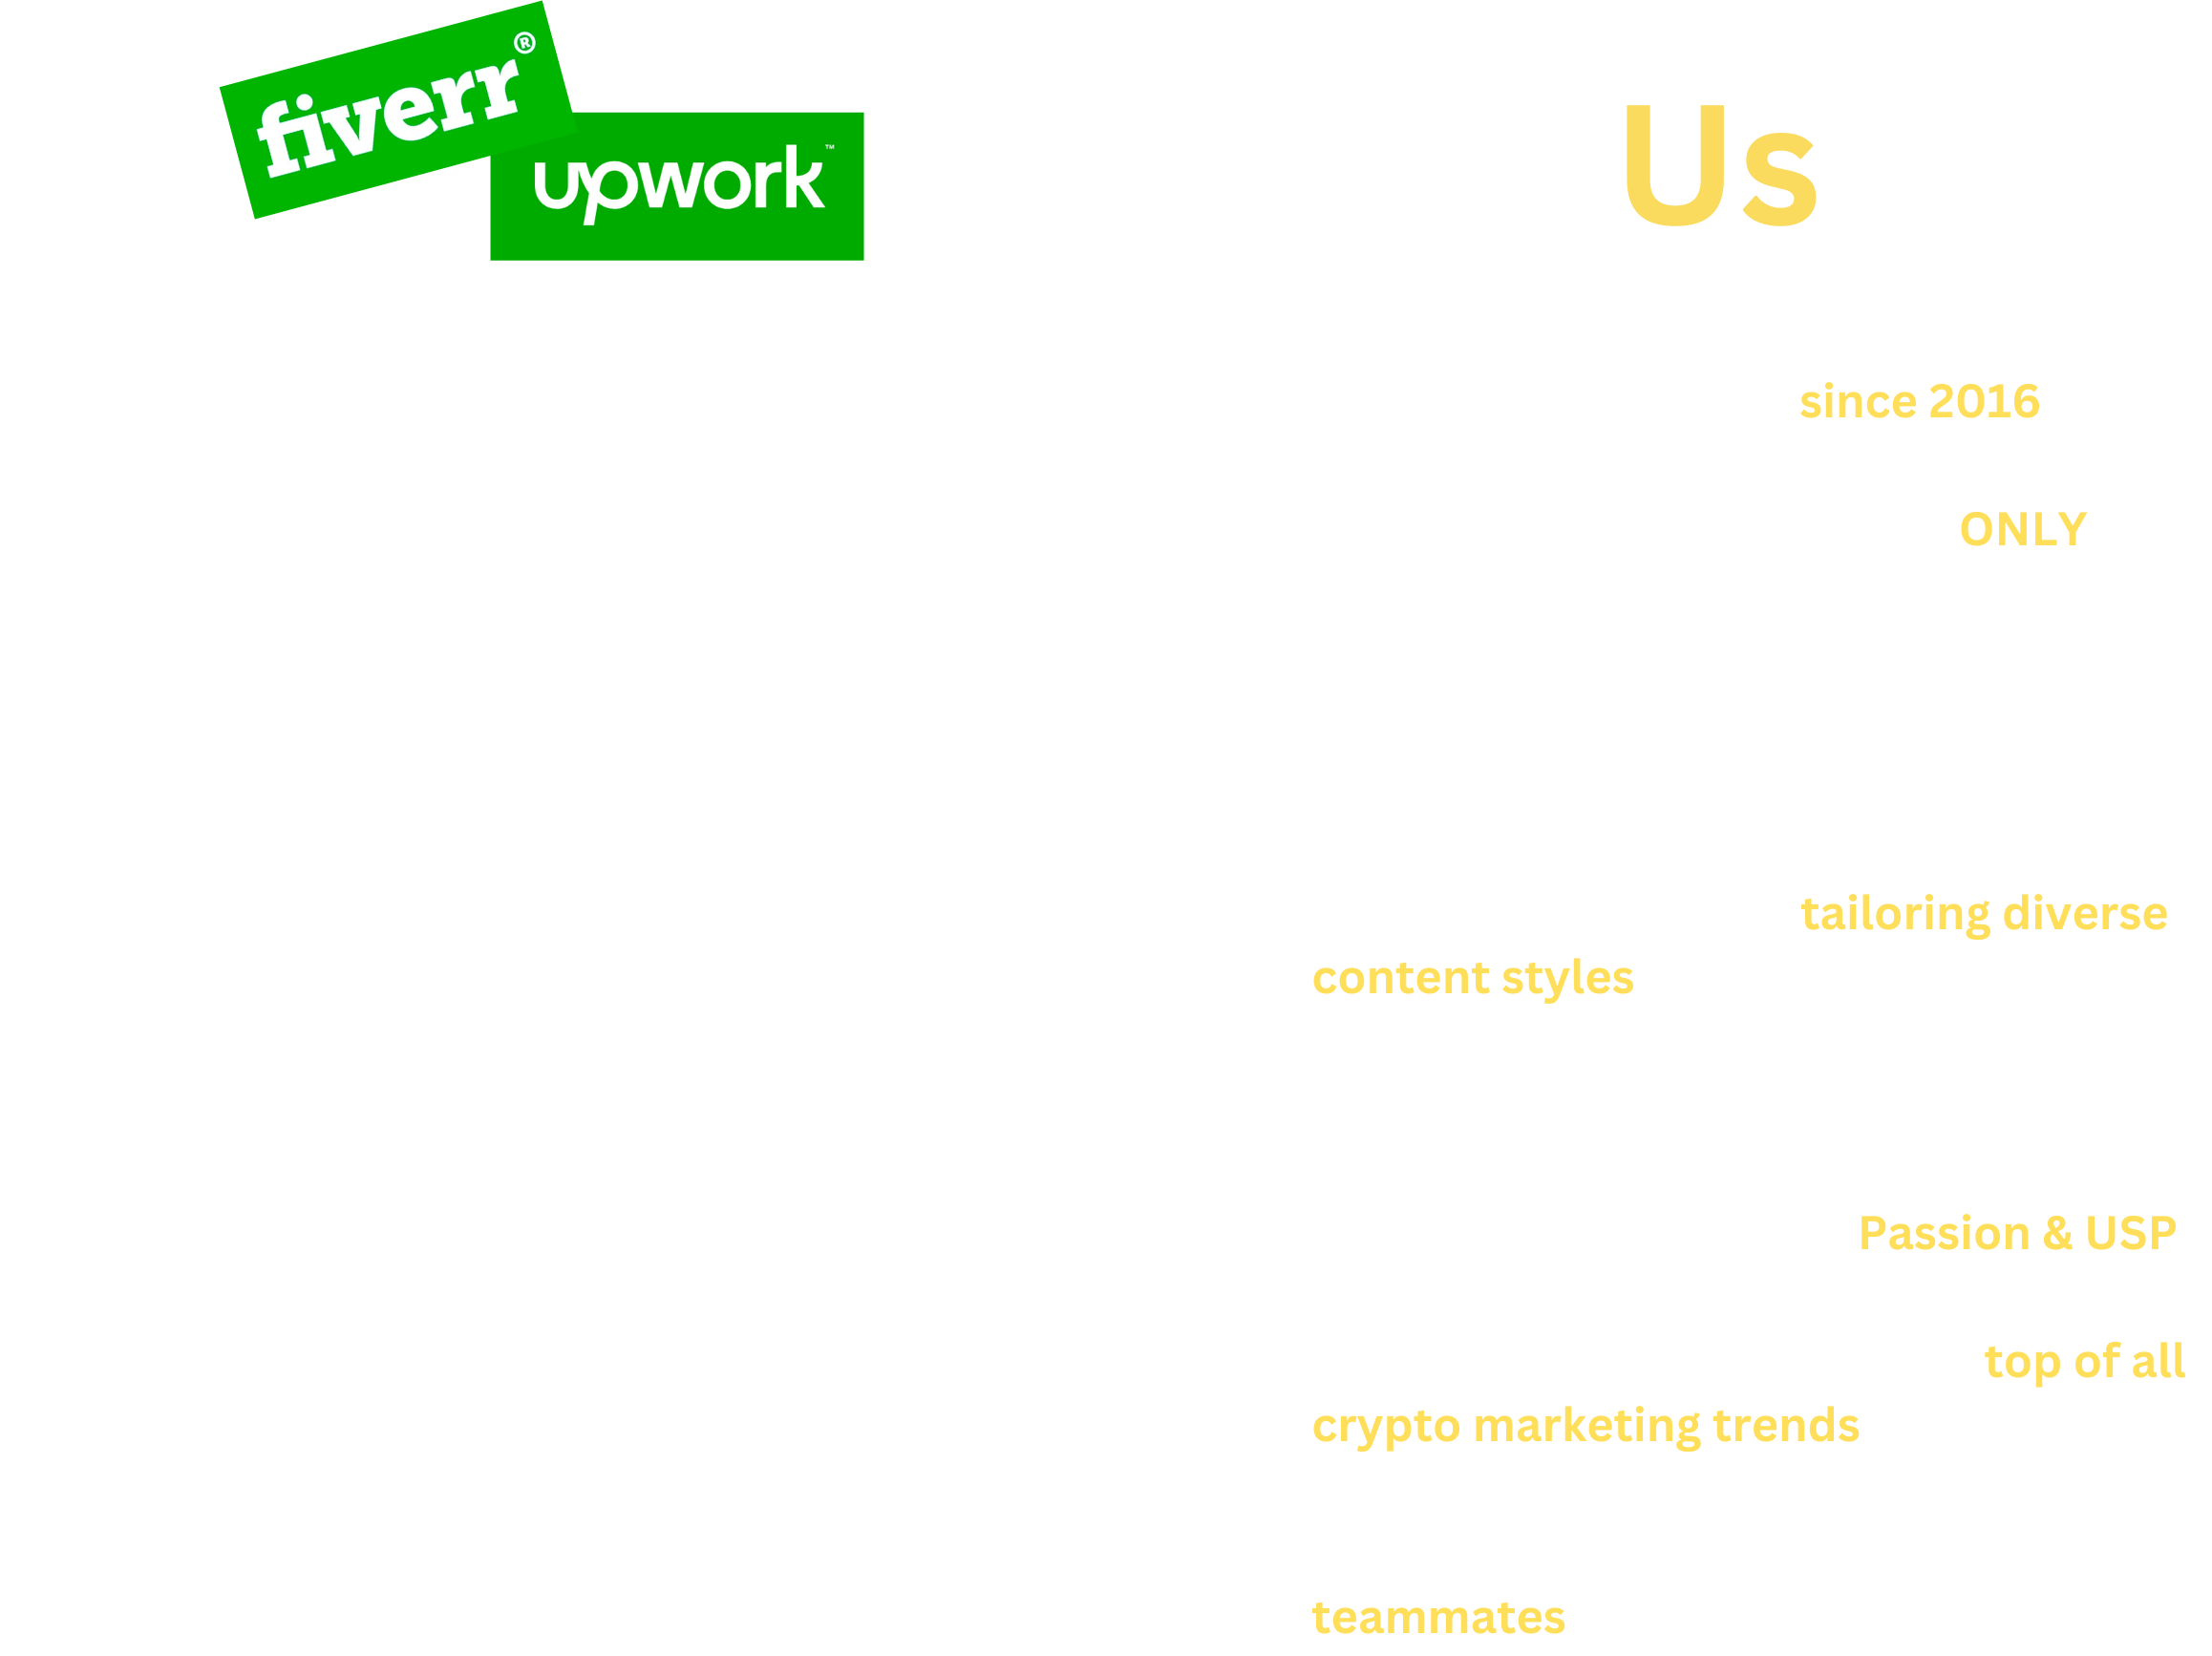 fiverr®
upwork™
Us
since 2016
ONLY
tailoring diverse
content styles
Passion & USP
top of all
crypto marketing trends
teammates